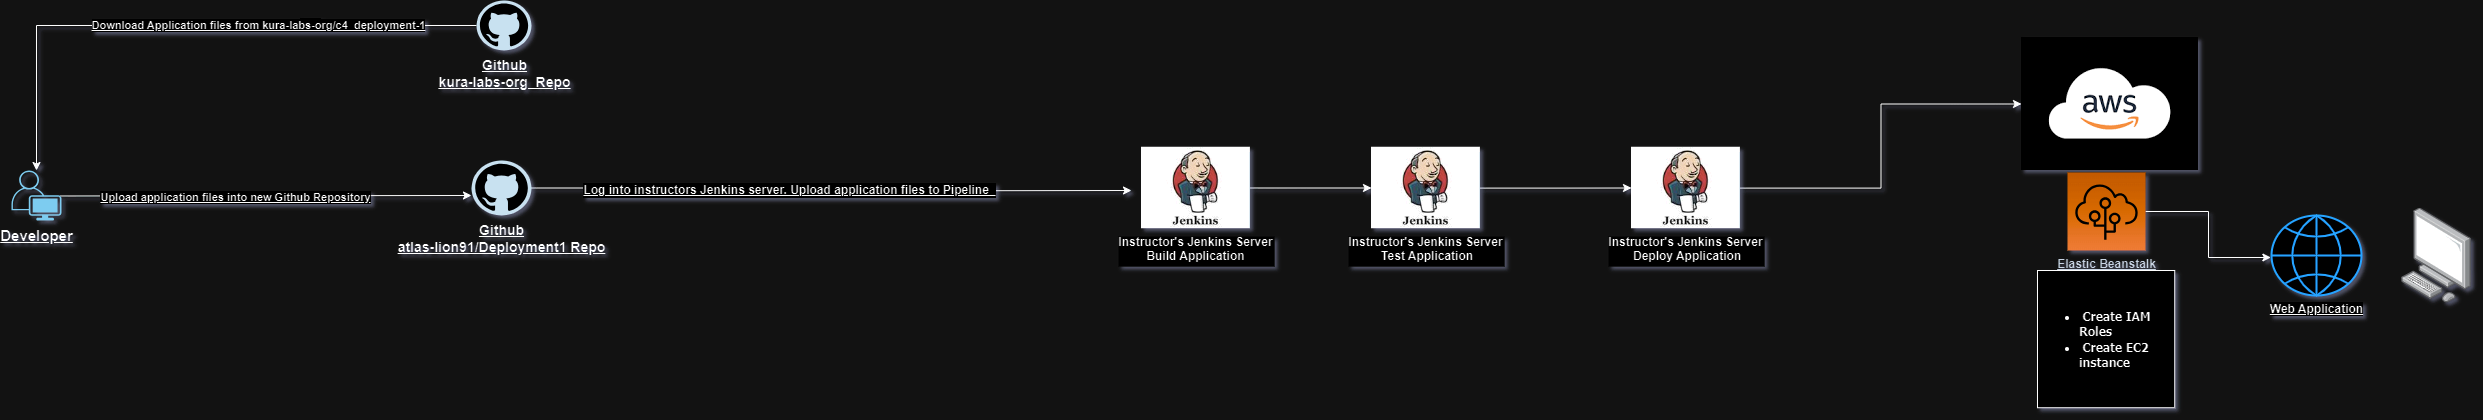 Download Application files from kura-labs-org/c4_deployment-1
Github
kura-labs-org_Repo
Upload application files into new Github Repository
Developer
Github
atlas-lion91/Deployment1 Repo
Log into instructors Jenkins server. Upload application files to Pipeline
Jenkins
Instructor's Jenkins Server
Build Application
Jenkins
Instructor's Jenkins Server
Test Application
Jenkins
Instructor's Jenkins Server
Deploy Application
aws
Elastic Beanstalk
• Create IAM
Roles
• Create EC2
instance
Web Application